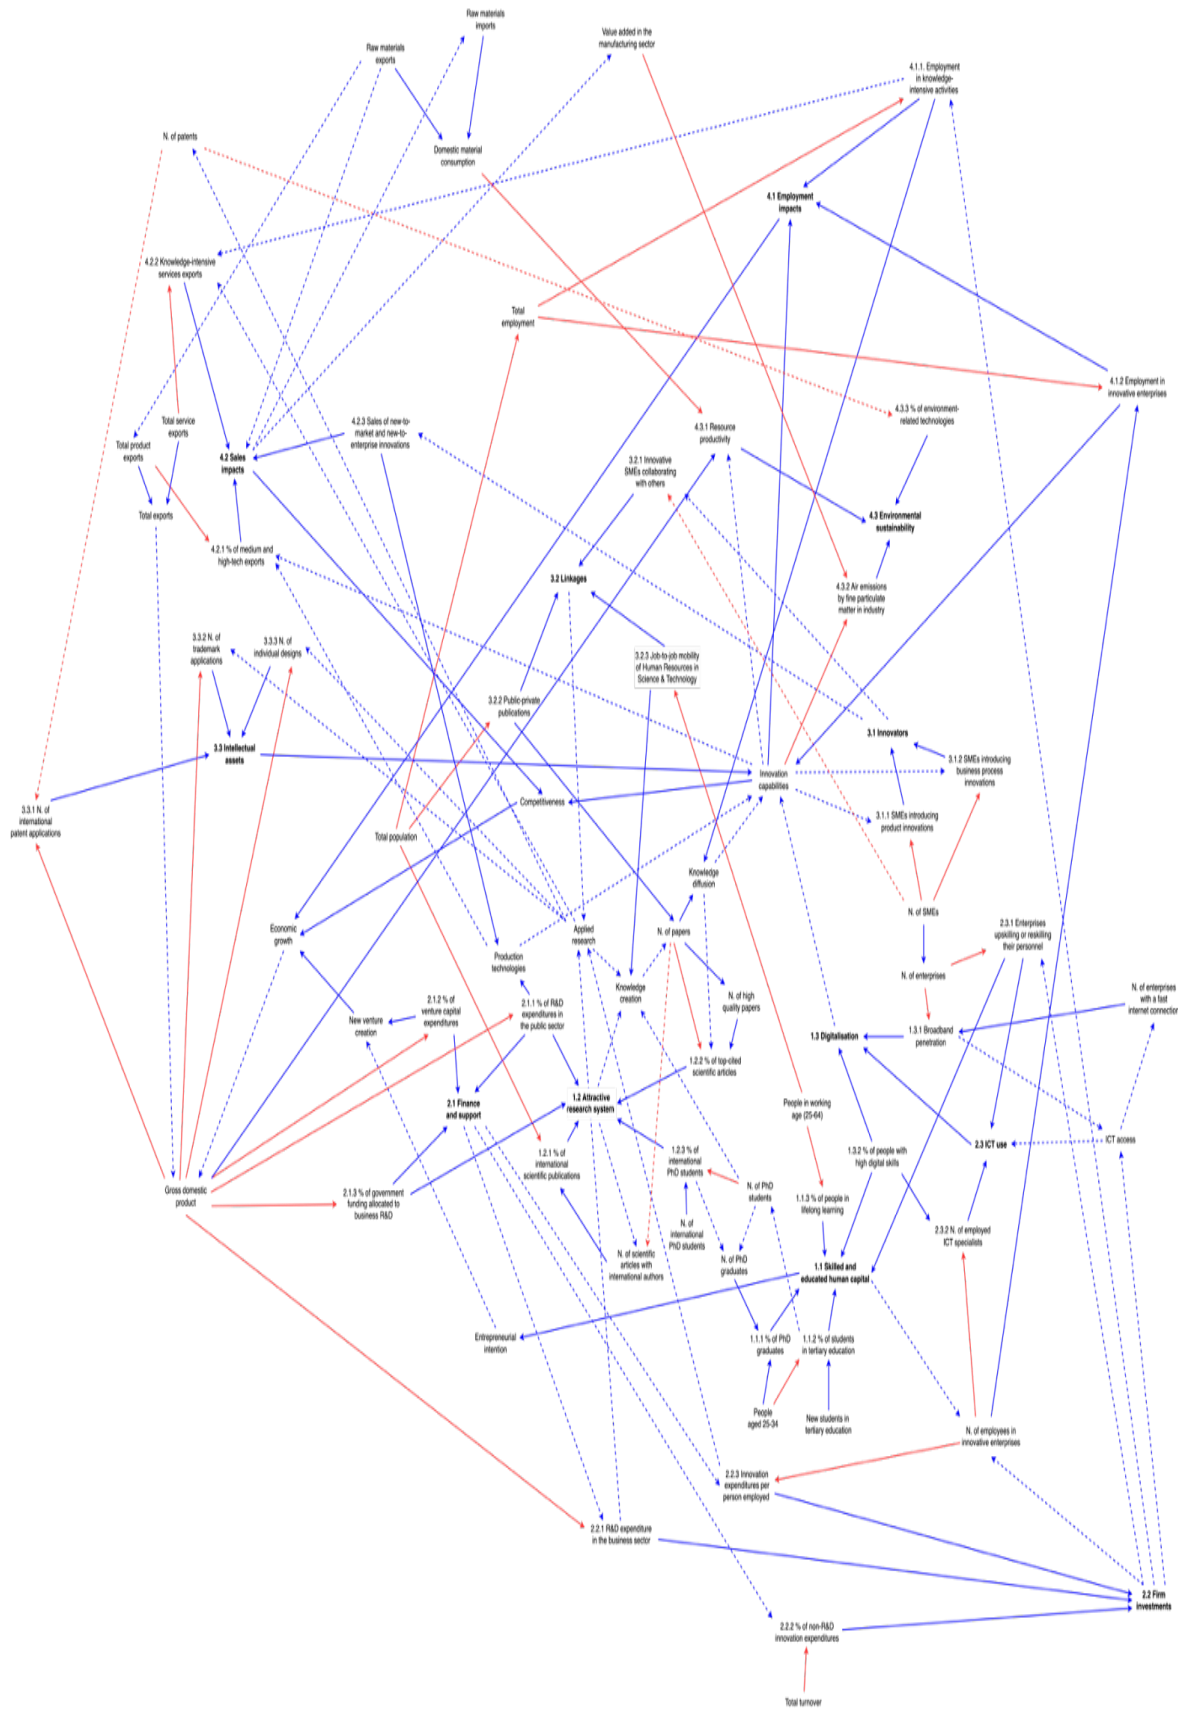 Raw materials
imports
Raw materials
exports
Value added in the
manufacturing sector
4.1.1. Employment
in knowledge-
intensive activities
N. of patents
Domestic material
consumption
4.1 Employment
impacts
4.2.2 Knowledge-intensive
services exports
Total
employment
4.1.2 Employment in
innovative enterprises
4.3.3 % of environment-
related technologies
Total service
exports
4.2.3 Sales of new-to-
market and new-to-
enterprise innovations
4.3.1 Resource
productivity
Total product
exports
4.2 Sales
impacts
3.2.1 Innovative
SMEs collaborating
with others
Total exports
4.3 Environmental
sustainability
4.2.1 % of medium and
high-tech exports
3.2 Linkages
4.3.2 Air emissions
by fine particulate
matter in industry
3.3.2 N. of
trademark
applications
3.3.3 N. of
individual designs
3.2.3 Job-to-job mobility
of Human Resources in
Science & Technology
3.2.2 Public-private
publications
3.1 Innovators
3.3 Intellectual
assets
3.1.2 SMEs introducing
business process
innovations
Innovation
capabilities
Competitiveness
3.3.1 N. of
international
patent applications
Total population
3.1.1 SMEs introducing
product innovations
Knowledge
diffusion
N. of SMEs
Economic
growth
Applied
research
N. of papers
2.3.1 Enterprises
upskilling or reskilling
their personnel
Production
technologies
N. of enterprises
Knowledge
creation
N. of high
quality papers
N. of enterprises
with a fast
internet connection
2.1.2 % of
venture capital
expenditures
2.1.1 % of R&D
expenditures in
the public sector
New venture
creation
1.3 Digitalisation
1.3.1 Broadband
penetration
1.2.2 % of top-cited
scientific articles
2.1 Finance
and support
1.2 Attractive
research system
People in working
age (25-64)
2.3 ICT use
ICT access
1.2.3 % of
international
PhD students
1.3.2 % of people with
high digital skills
1.2.1 % of
international
scientific publications
Gross domestic
product
2.1.3 % of government
funding allocated to
business R&D
N. of PhD
students
1.1.3 % of people in
lifelong learning
N. of
international
PhD students
2.3.2 N. of employed
ICT specialists
N. of scientific
articles with
international authors
N. of PhD
graduates
1.1 Skilled and
educated human capital
Entrepreneurial
intention
1.1.1 % of PhD
graduates
1.1.2 % of students
in tertiary education
People
aged 25-34
New students in
tertiary education
N. of employees in
innovative enterprises
2.2.3 Innovation
expenditures per
person employed
2.2.1 R&D expenditure
in the business sector
2.2 Firm
investments
2.2.2 % of non-R&D
innovation expenditures
Total turnover